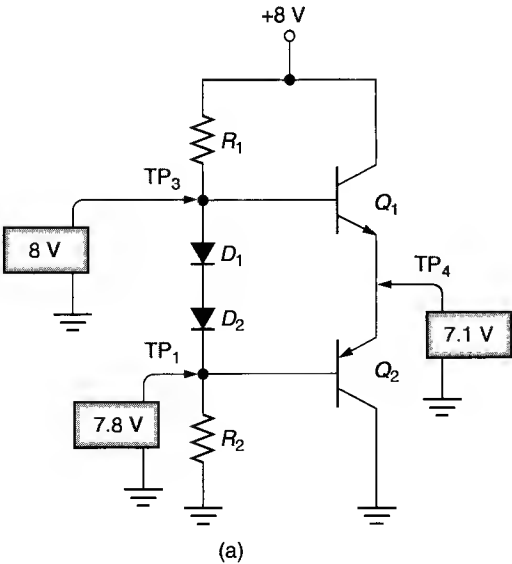 +8 V
R1
TP3
Q1
8 V
D1
TP4
D2
7.1 V
TP1
Q2
7.8 V
R2
(a)